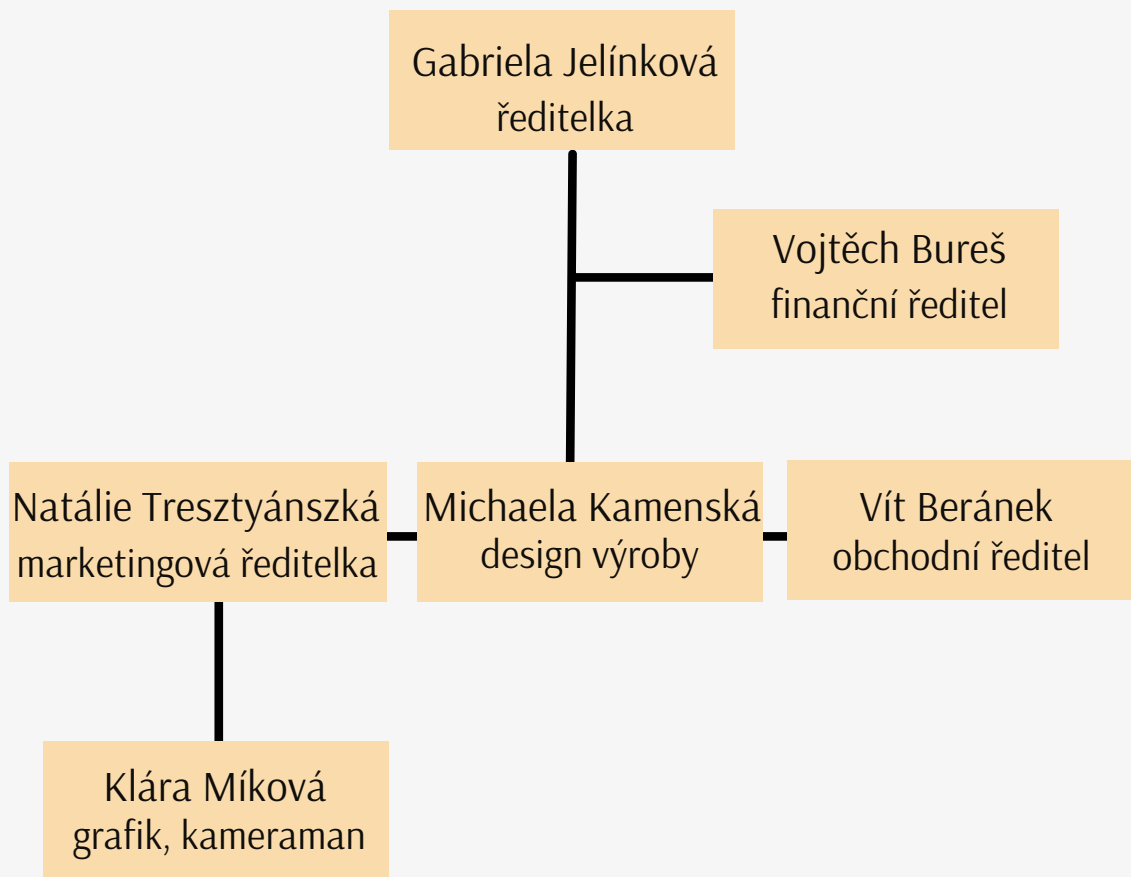 Gabriela Jelínková
ředitelka
Vojtěch Bureš
finanční ředitel
Natálie Tresztyánszká
marketingová ředitelka
Michaela Kamenská
design výroby
Vít Beránek
obchodní ředitel
Klára Míková
grafik, kameraman